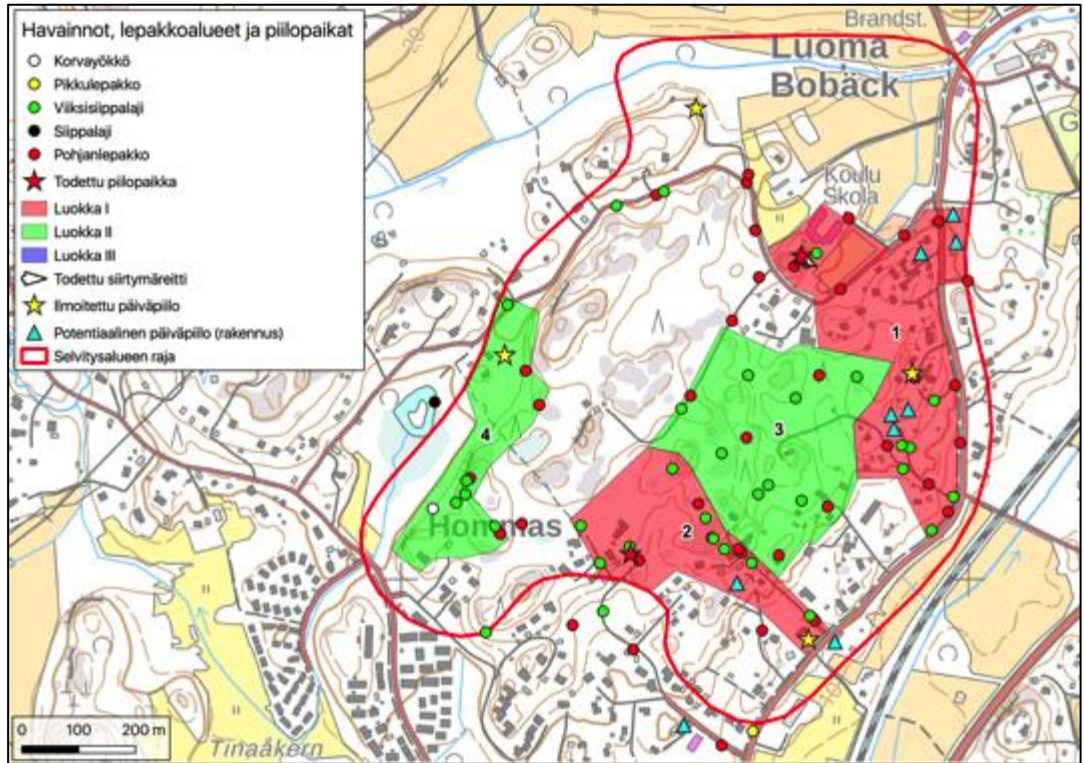 Havainnot, lepakkoalueet ja piilopaikat
Korvayökkö
Pikkulepakko
Viiksisiippalaji
Siippalaji
Pohjanlepakko
Todettu piilopaikka
Luokka I
Luokka II
Luokka III
Todettu siirtymäreitti
Ilmoitettu päiväpiilo
Potentiaalinen päiväpiilo (rakennus)
Selvitysalueen raja
Brandst.
Luoma
Bobäck
Koulu
Skola
1
3
4
2
Hommas
0 100 200 m
Tinaåkern